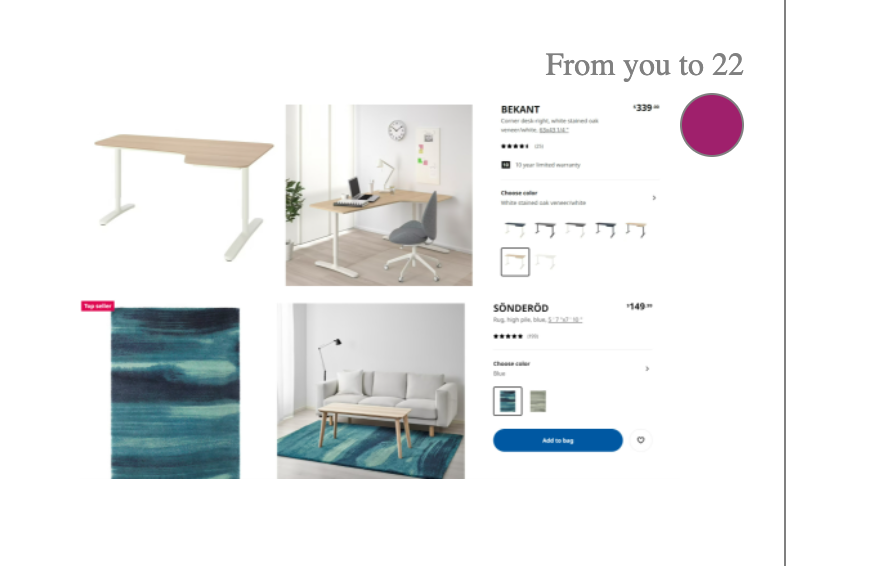 From you to 22
BEKANT
$339.00
Corner desk right, white stained oak
veneer/white, 63x43 1/4 "
10 year limited warranty
Choose color
White stained oak veneer/white
Top seller
SÖNDERÖD
$149.99
Rug, high pile, blue, 5 ' 7 "x7 ' 10 "
Choose color
Blue
Add to bag